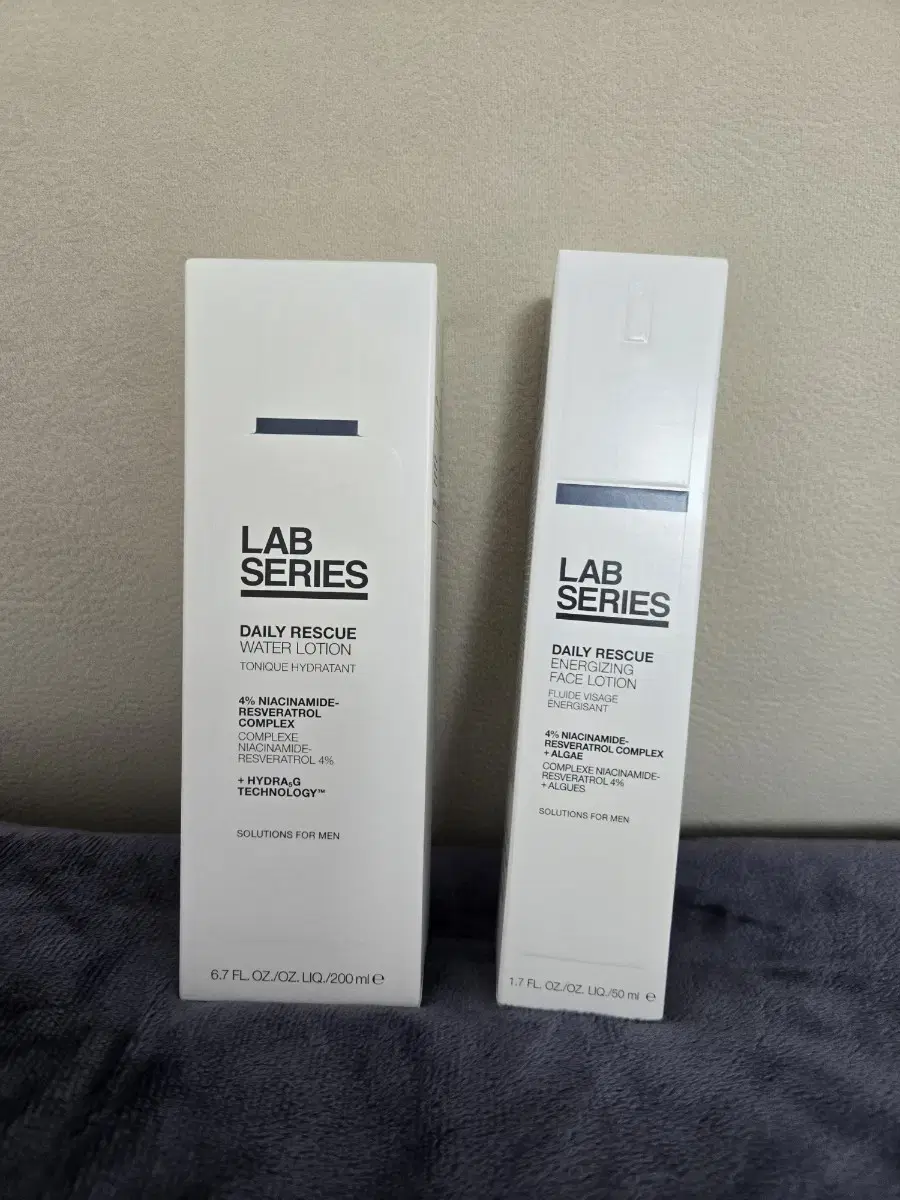 LAB
SERIES
DAILY RESCUE
WATER LOTION
TONIQUE HYDRATANT
4% NIACINAMIDE-
RESVERATROL
COMPLEX
COMPLEXE
NIACINAMIDE-
RESVERATROL 4%
+ HYDRA₅G
TECHNOLOGY™
SOLUTIONS FOR MEN
6.7 FL. OZ./OZ. LIQ./200 ml ℮
LAB
SERIES
DAILY RESCUE
ENERGIZING
FACE LOTION
FLUIDE VISAGE
ÉNERGISANT
4% NIACINAMIDE-
RESVERATROL COMPLEX
+ ALGAE
COMPLEXE NIACINAMIDE-
RESVERATROL 4%
+ ALGUES
SOLUTIONS FOR MEN
1.7 FL. OZ./OZ. LIQ./50 ml ℮